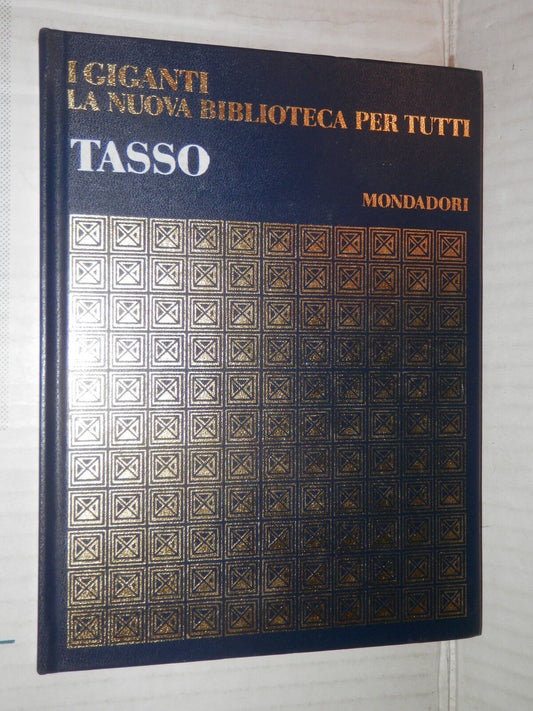 I GIGANTI
LA NUOVA BIBLIOTECA PER TUTTI
TASSO
MONDADORI